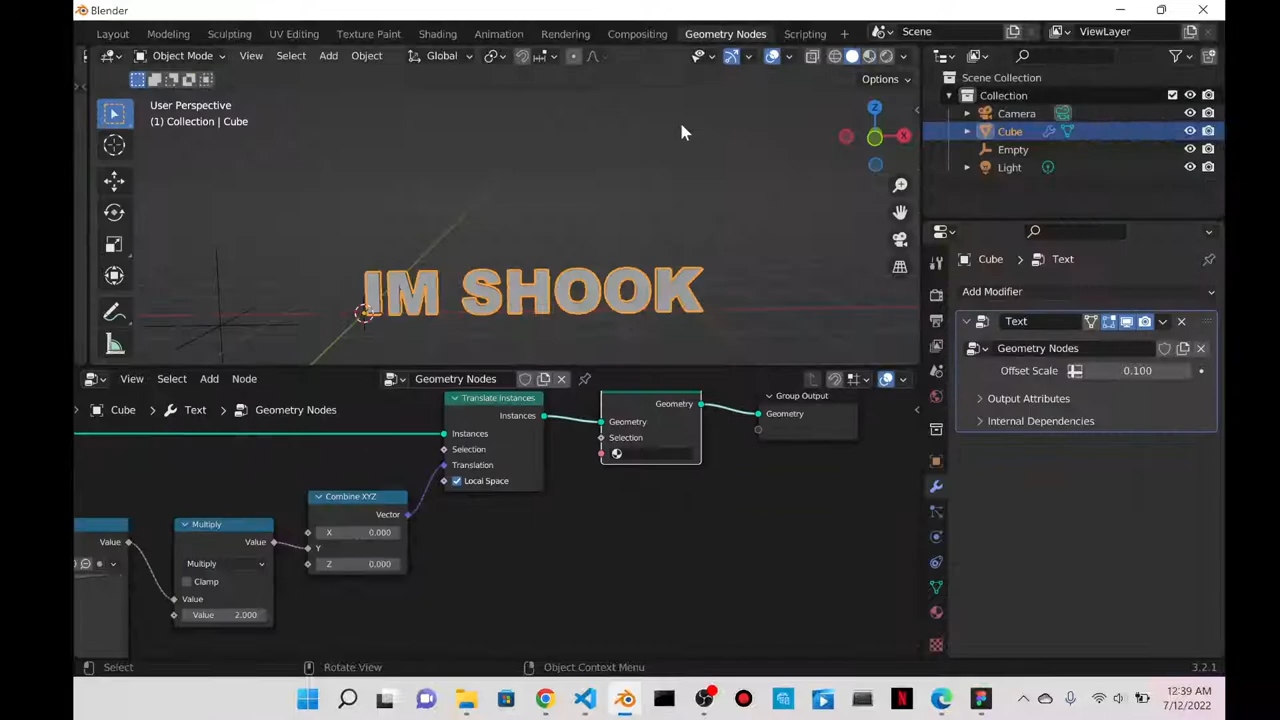 Blender
Layout Modeling Sculpting UV Editing Texture Paint Shading Animation Rendering Compositing Geometry Nodes Scripting + Scene ViewLayer
Object Mode View Select Add Object Global
Options
User Perspective
(1) Collection | Cube
Z
X
IM SHOOK
Scene Collection
Collection
Camera
Cube
Empty
Light
Cube Text
Add Modifier
Text
Geometry Nodes
Offset Scale 0.100
Output Attributes
Internal Dependencies
View Select Add Node Geometry Nodes
Cube Text Geometry Nodes
Translate Instances
Instances
Instances
Selection
Translation
Local Space
Geometry
Geometry
Selection
Group Output
Geometry
Combine XYZ
Vector
X 0.000
Y
Z 0.000
Multiply
Value
Multiply
Clamp
Value
Value 2.000
Value
Select Rotate View Object Context Menu 3.2.1
12:39 AM
7/12/2022